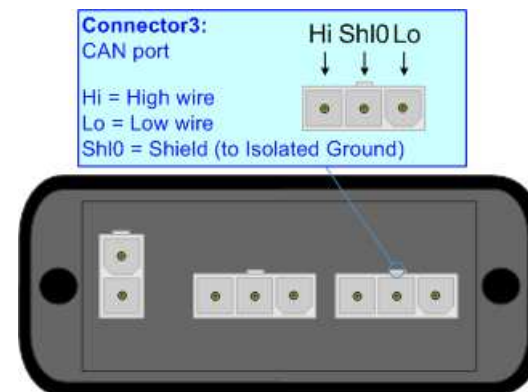 Connector3:
CAN port
Hi Shl0 Lo
Hi = High wire
Lo = Low wire
Shl0 = Shield (to Isolated Ground)